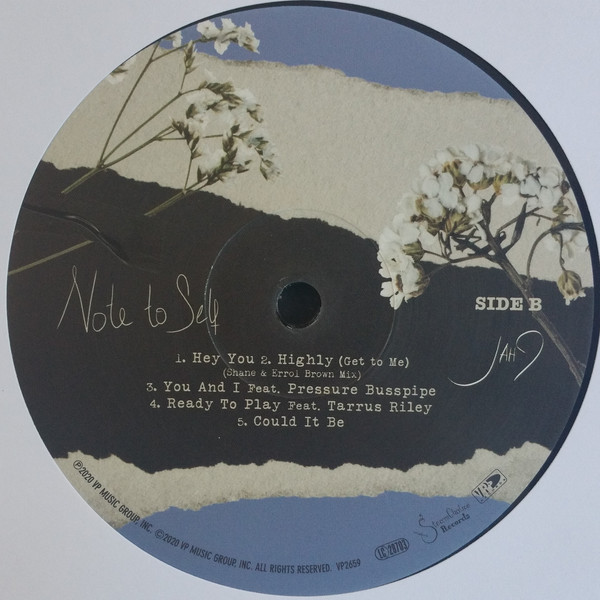 Note to Self
SIDE B
JAH9
1. Hey You 2. Highly (Get to Me)
(Shane & Errol Brown Mix)
3. You And I Feat. Pressure Busspipe
4. Ready To Play Feat. Tarrus Riley
5. Could It Be
℗2020 VP MUSIC GROUP, INC. ©2020 VP MUSIC GROUP, INC. ALL RIGHTS RESERVED. VP2659
LC-28703
Records
VP